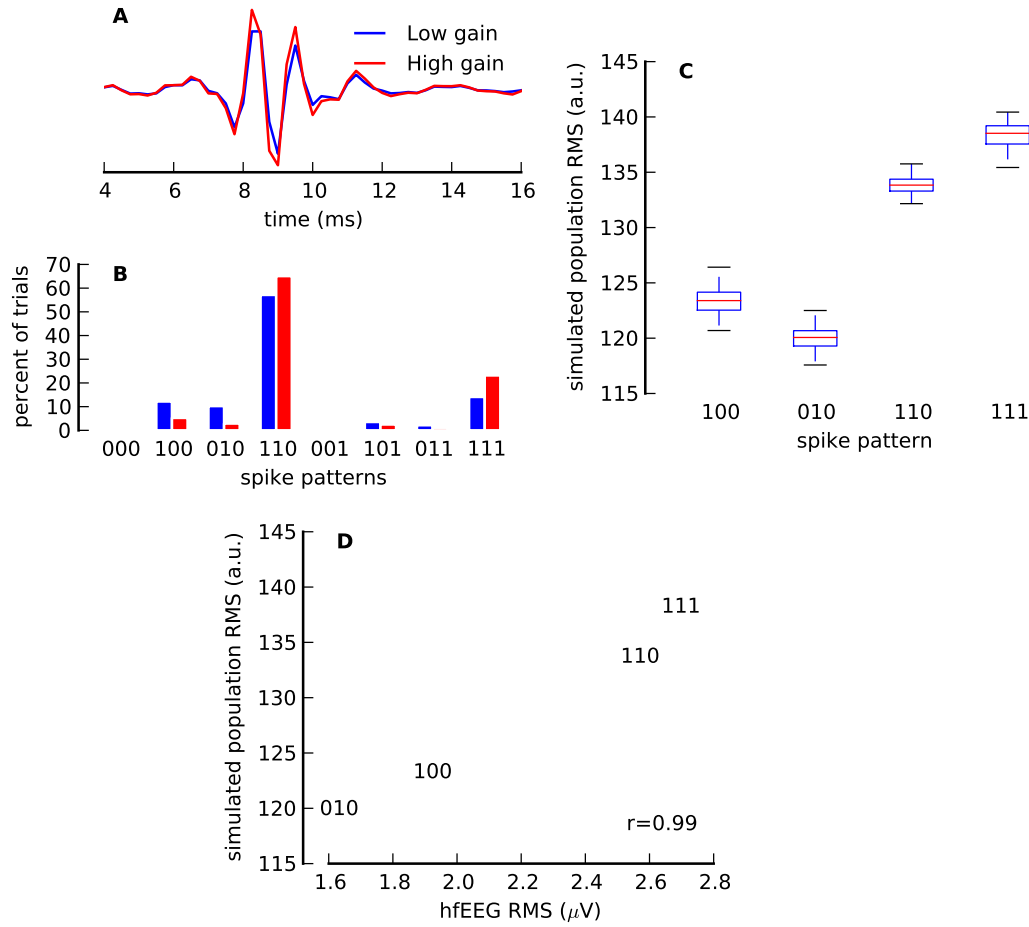 A
Low gain
High gain
4 6 8 10 12 14 16
time (ms)
B
percent of trials
70
60
50
40
30
20
10
0
000 100 010 110 001 101 011 111
spike patterns
C
simulated population RMS (a.u.)
145
140
135
130
125
120
115
100 010 110 111
spike pattern
D
simulated population RMS (a.u.)
145
140
135
130
125
120
115
111
110
100
010
r=0.99
1.6 1.8 2.0 2.2 2.4 2.6 2.8
hfEEG RMS (μV)